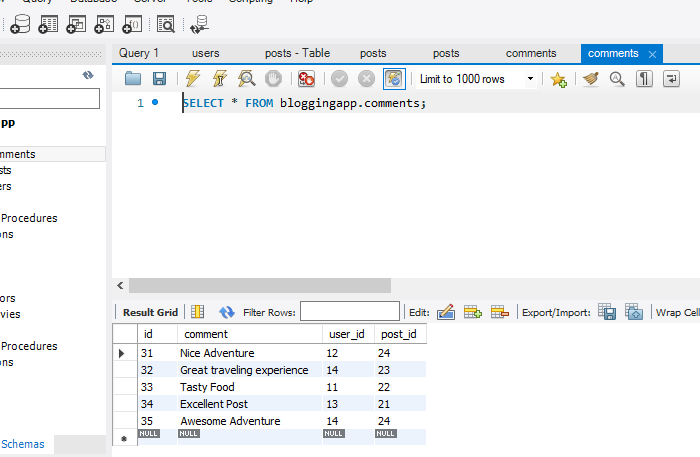 Query Database Server Tools Scripting Help
Query 1 users posts - Table posts posts comments comments
Limit to 1000 rows
1 SELECT * FROM bloggingapp.comments;
pp
mments
sts
ers
Procedures
ons
ors
vies
Procedures
ons
Schemas
Result Grid Filter Rows: Edit: Export/Import: Wrap Cell
id comment user_id post_id
31 Nice Adventure 12 24
32 Great traveling experience 14 23
33 Tasty Food 11 22
34 Excellent Post 13 21
35 Awesome Adventure 14 24
NULL NULL NULL NULL